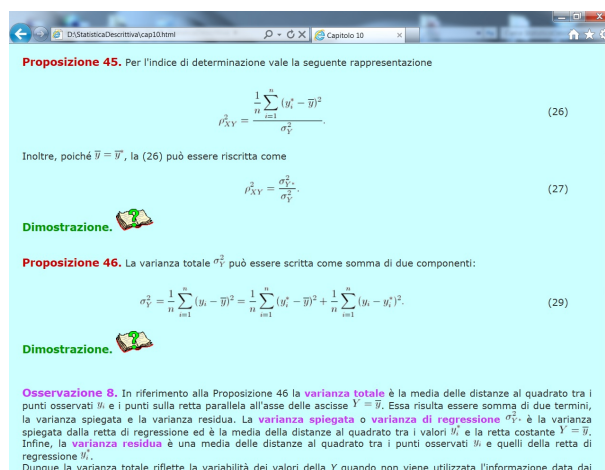 D:\StatisticaDescrittiva\cap10.html
Capitolo 10
Proposizione 45. Per l'indice di determinazione vale la seguente rappresentazione
ρ²_XY = (1/n ∑_{i=1}^{n} (y*_i − ȳ)²) / σ²_Y. (26)
Inoltre, poiché ȳ = ȳ*, la (26) può essere riscritta come
ρ²_XY = σ²_Y* / σ²_Y. (27)
Dimostrazione.
Proposizione 46. La varianza totale σ²_Y può essere scritta come somma di due componenti:
σ²_Y = 1/n ∑_{i=1}^{n} (y_i − ȳ)² = 1/n ∑_{i=1}^{n} (y*_i − ȳ)² + 1/n ∑_{i=1}^{n} (y_i − y*_i)². (29)
Dimostrazione.
Osservazione 8. In riferimento alla Proposizione 46 la varianza totale è la media delle distanze al quadrato tra i
punti osservati y_i e i punti sulla retta parallela all'asse delle ascisse Y = ȳ. Essa risulta essere somma di due termini,
la varianza spiegata e la varianza residua. La varianza spiegata o varianza di regressione σ²_Y* è la varianza
spiegata dalla retta di regressione ed è la media delle distanze al quadrato tra i valori y*_i e la retta costante Y = ȳ.
Infine, la varianza residua è una media delle distanze al quadrato tra i punti osservati y_i e quelli della retta di
regressione y*_i.
Dunque la varianza totale riflette la variabilità dei valori della Y quando non viene utilizzata l'informazione data dai